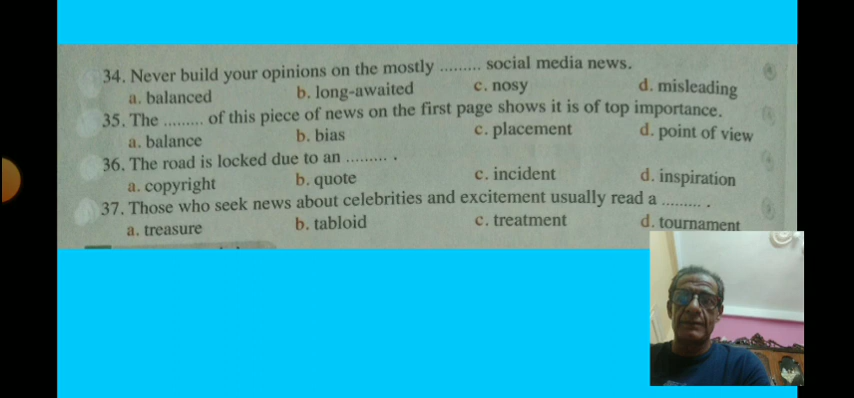 34. Never build your opinions on the mostly ......... social media news.
a. balanced b. long-awaited c. nosy d. misleading
35. The ......... of this piece of news on the first page shows it is of top importance.
a. balance b. bias c. placement d. point of view
36. The road is locked due to an ......... .
a. copyright b. quote c. incident d. inspiration
37. Those who seek news about celebrities and excitement usually read a ......... .
a. treasure b. tabloid c. treatment d. tournament